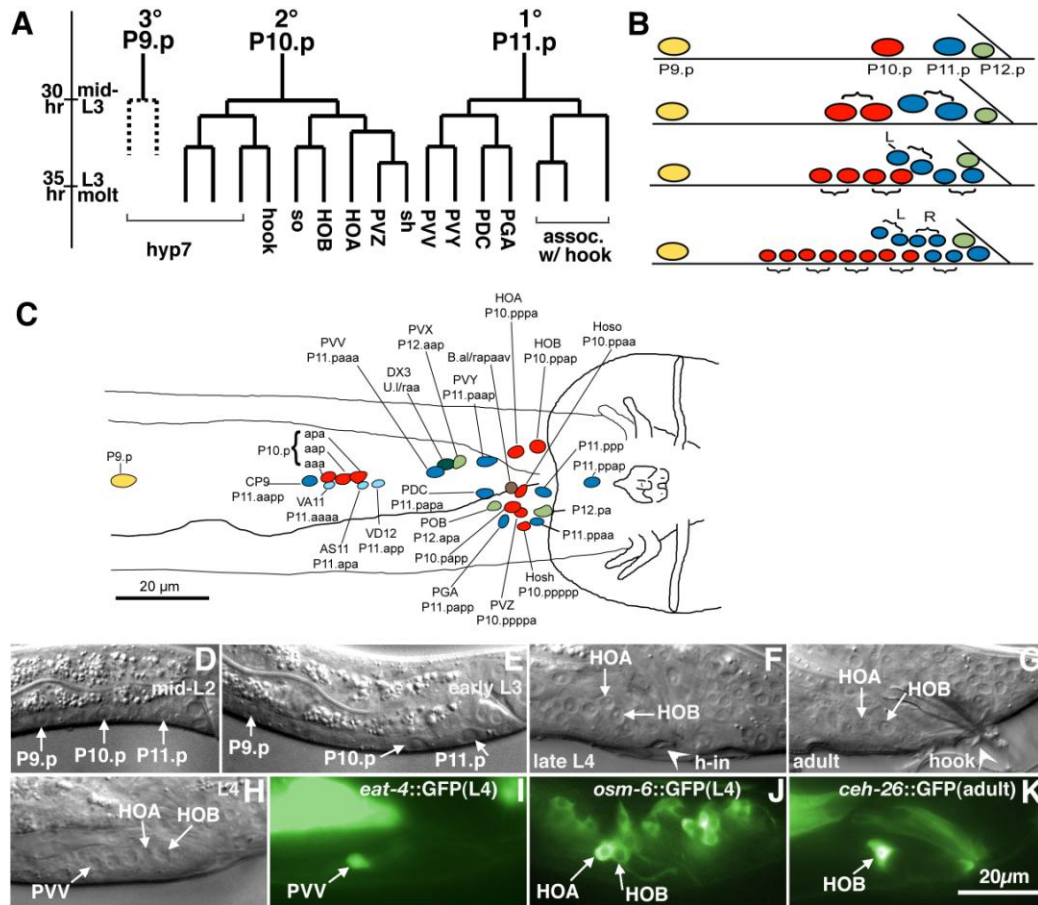 A
3° 2° 1°
P9.p P10.p P11.p
30 hr mid-L3
35 hr L3 molt
hyp7
hook
so
HOB
HOA
PVZ
sh
PVV
PVY
PDC
PGA
assoc. w/ hook
B
P9.p P10.p P11.p P12.p
L
L R
C
HOA
P10.pppa
PVX
P12.aap
Hoso
P10.ppaa
PVV
P11.paaa
B.al/rapaav
HOB
P10.ppap
DX3
U.l/raa
PVY
P11.paap
P11.ppp
P9.p
P10.p {
apa
aap
aaa
P11.ppap
CP9
P11.aapp
PDC
P11.papa
VA11
P11.aaaa
VD12
P11.app
POB
P12.apa
P12.pa
AS11
P11.apa
P10.papp
P11.ppaa
PGA
P11.papp
Hosh
P10.ppppp
PVZ
P10.ppppa
20 µm
D
mid-L2
P9.p P10.p P11.p
E
early L3
P9.p
P10.p P11.p
F
HOA
HOB
late L4 h-in
G
HOA
HOB
adult hook
L4
H
HOA HOB
PVV
eat-4::GFP(L4)
I
PVV
osm-6::GFP(L4)
J
HOA HOB
ceh-26::GFP(adult)
K
HOB
20µm